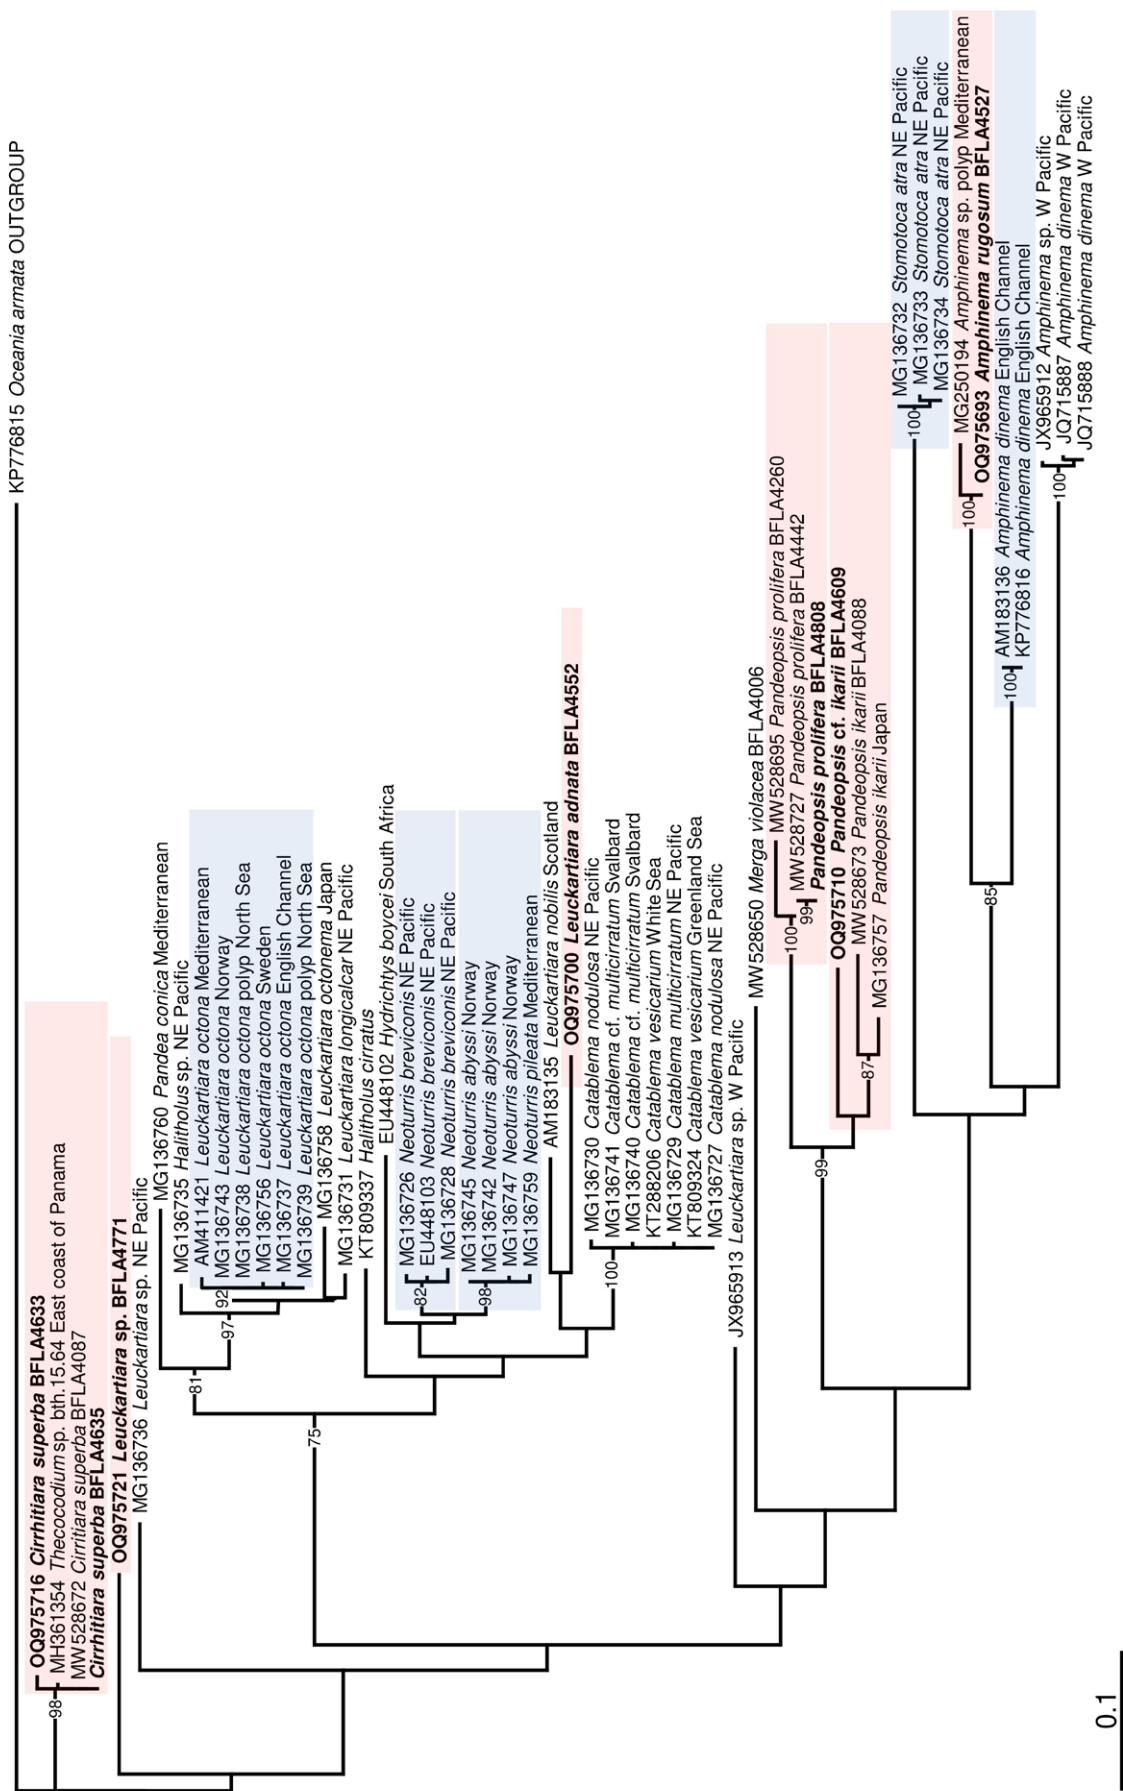 KP776815 Oceania armata OUTGROUP
OQ975716 Cirrhitiara superba BFLA4633
MH361354 Thecocodium sp. bth.15.64 East coast of Panama
MW528672 Cirritiara superba BFLA4087
Cirrhitiara superba BFLA4635
98
OQ975721 Leuckartiara sp. BFLA4771
MG136736 Leuckartiara sp. NE Pacific
MG136760 Pandea conica Mediterranean
MG136735 Halitholus sp. NE Pacific
81
AM411421 Leuckartiara octona Mediterranean
MG136743 Leuckartiara octona Norway
MG136738 Leuckartiara octona polyp North Sea
MG136756 Leuckartiara octona Sweden
MG136737 Leuckartiara octona English Channel
MG136739 Leuckartiara octona polyp North Sea
92
97
MG136758 Leuckartiara octonema Japan
MG136731 Leuckartiara longicalcar NE Pacific
75
KT809337 Halitholus cirratus
EU448102 Hydrichtys boycei South Africa
MG136726 Neoturris breviconis NE Pacific
EU448103 Neoturris breviconis NE Pacific
MG136728 Neoturris breviconis NE Pacific
82
MG136745 Neoturris abyssi Norway
MG136742 Neoturris abyssi Norway
MG136747 Neoturris abyssi Norway
MG136759 Neoturris pileata Mediterranean
98
AM183135 Leuckartiara nobilis Scotland
OQ975700 Leuckartiara adnata BFLA4552
MG136730 Catablema nodulosa NE Pacific
MG136741 Catablema cf. multicirratum Svalbard
MG136740 Catablema cf. multicirratum Svalbard
KT288206 Catablema vesicarium White Sea
MG136729 Catablema multicirratum NE Pacific
KT809324 Catablema vesicarium Greenland Sea
MG136727 Catablema nodulosa NE Pacific
100
JX965913 Leuckartiara sp. W Pacific
MW528650 Merga violacea BFLA4006
MW528695 Pandeopsis prolifera BFLA4260
MW528727 Pandeopsis prolifera BFLA4442
Pandeopsis prolifera BFLA4808
100
99
OQ975710 Pandeopsis cf. ikarii BFLA4609
MW528673 Pandeopsis ikarii BFLA4088
MG136757 Pandeopsis ikarii Japan
99
87
MG136732 Stomotoca atra NE Pacific
MG136733 Stomotoca atra NE Pacific
MG136734 Stomotoca atra NE Pacific
100
MG250194 Amphinema sp. polyp Mediterranean
OQ975693 Amphinema rugosum BFLA4527
100
85
AM183136 Amphinema dinema English Channel
KP776816 Amphinema dinema English Channel
100
JX965912 Amphinema sp. W Pacific
JQ715887 Amphinema dinema W Pacific
JQ715888 Amphinema dinema W Pacific
100
0.1